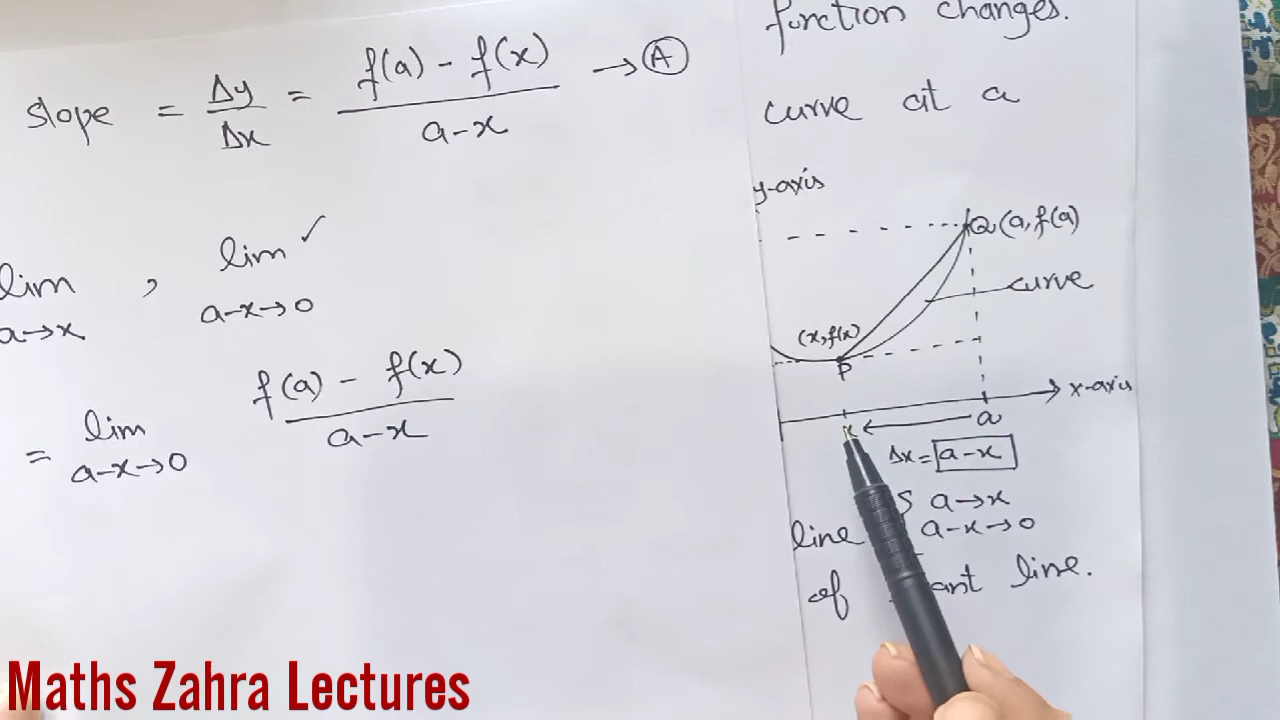 slope = Δy/Δx = f(a) - f(x) / a-x → Ⓐ
lim a→x , lim a-x→0 ✓
= lim a-x→0 f(a) - f(x) / a-x
function changes.
curve at a
y-axis
Q(a, f(a)
curve
(x, f(x)
P
x-axis
x ← a
Δx = a-x
a→x
line a-x→0
of line.
Maths Zahra Lectures